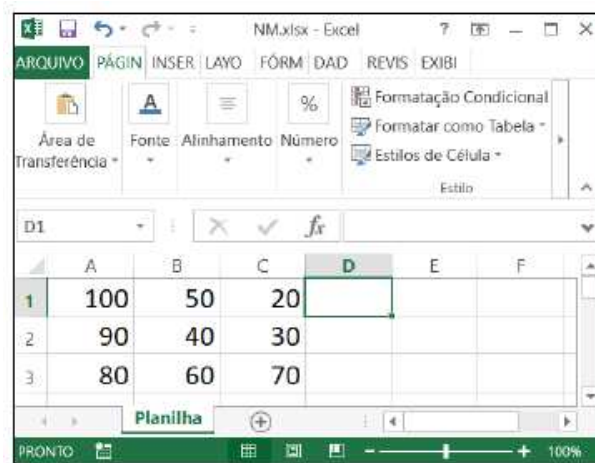 NM.xlsx - Excel ?
ARQUIVO PÁGIN INSER LAYO FÓRM DAD REVIS EXIBI
Área de Transferência
Fonte
Alinhamento
%
Número
Formatação Condicional
Formatar como Tabela
Estilos de Célula
Estilo
D1 fx
A B C D E F
1 100 50 20
2 90 40 30
3 80 60 70
Planilha
PRONTO 100%